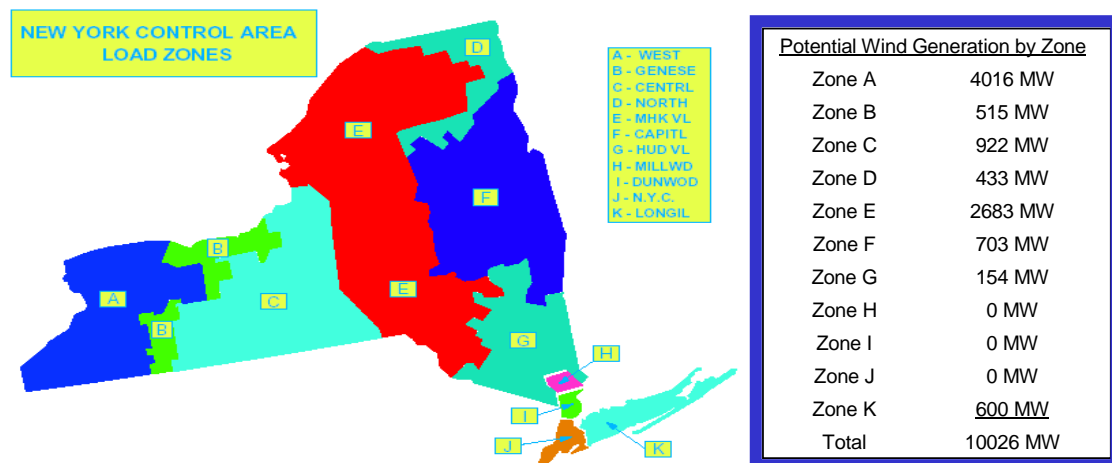 NEW YORK CONTROL AREA
LOAD ZONES
A - WEST
B - GENESE
C - CENTRL
D - NORTH
E - MHK VL
F - CAPITL
G - HUD VL
H - MILLWD
I - DUNWOD
J - N.Y.C.
K - LONGIL
D
E
F
B
A
C
E
B
G
H
I
J
K
Potential Wind Generation by Zone
Zone A 4016 MW
Zone B 515 MW
Zone C 922 MW
Zone D 433 MW
Zone E 2683 MW
Zone F 703 MW
Zone G 154 MW
Zone H 0 MW
Zone I 0 MW
Zone J 0 MW
Zone K 600 MW
Total 10026 MW